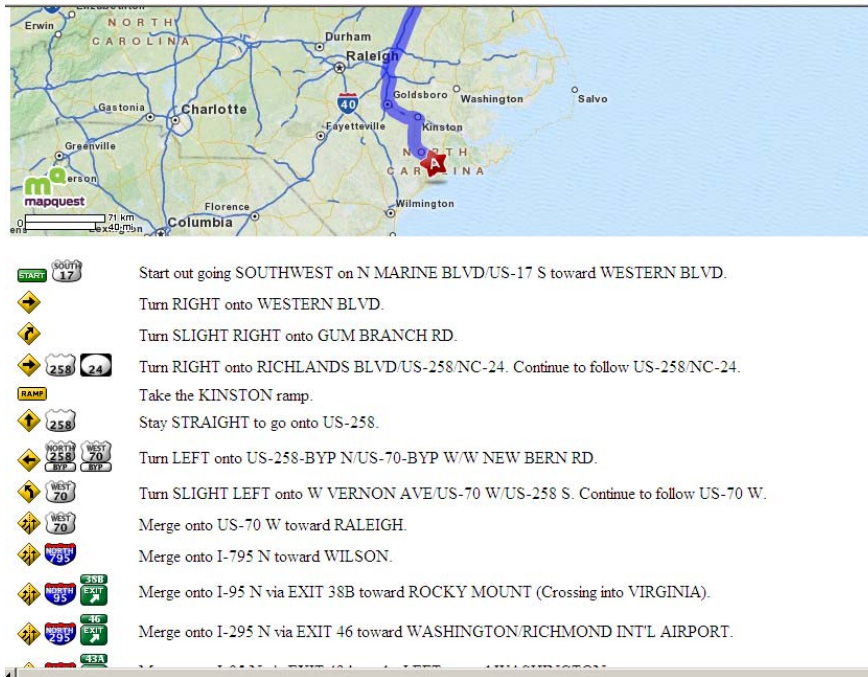 Erwin
NORTH
CAROLINA
Durham
Raleigh
Gastonia
Charlotte
40
Goldsboro
Washington
Salvo
Fayetteville
Kinston
Greenville
NORTH
CAROLINA
A
erson
mapquest
Florence
Wilmington
71 km
0
40 mi
Columbia
START SOUTH 17 Start out going SOUTHWEST on N MARINE BLVD/US-17 S toward WESTERN BLVD.
Turn RIGHT onto WESTERN BLVD.
Turn SLIGHT RIGHT onto GUM BRANCH RD.
258 24 Turn RIGHT onto RICHLANDS BLVD/US-258/NC-24. Continue to follow US-258/NC-24.
RAMP Take the KINSTON ramp.
258 Stay STRAIGHT to go onto US-258.
NORTH 258 BYP WEST 70 BYP Turn LEFT onto US-258-BYP N/US-70-BYP W/W NEW BERN RD.
WEST 70 Turn SLIGHT LEFT onto W VERNON AVE/US-70 W/US-258 S. Continue to follow US-70 W.
WEST 70 Merge onto US-70 W toward RALEIGH.
NORTH 795 Merge onto I-795 N toward WILSON.
NORTH 95 38B EXIT Merge onto I-95 N via EXIT 38B toward ROCKY MOUNT (Crossing into VIRGINIA).
NORTH 295 46 EXIT Merge onto I-295 N via EXIT 46 toward WASHINGTON/RICHMOND INT'L AIRPORT.
43A